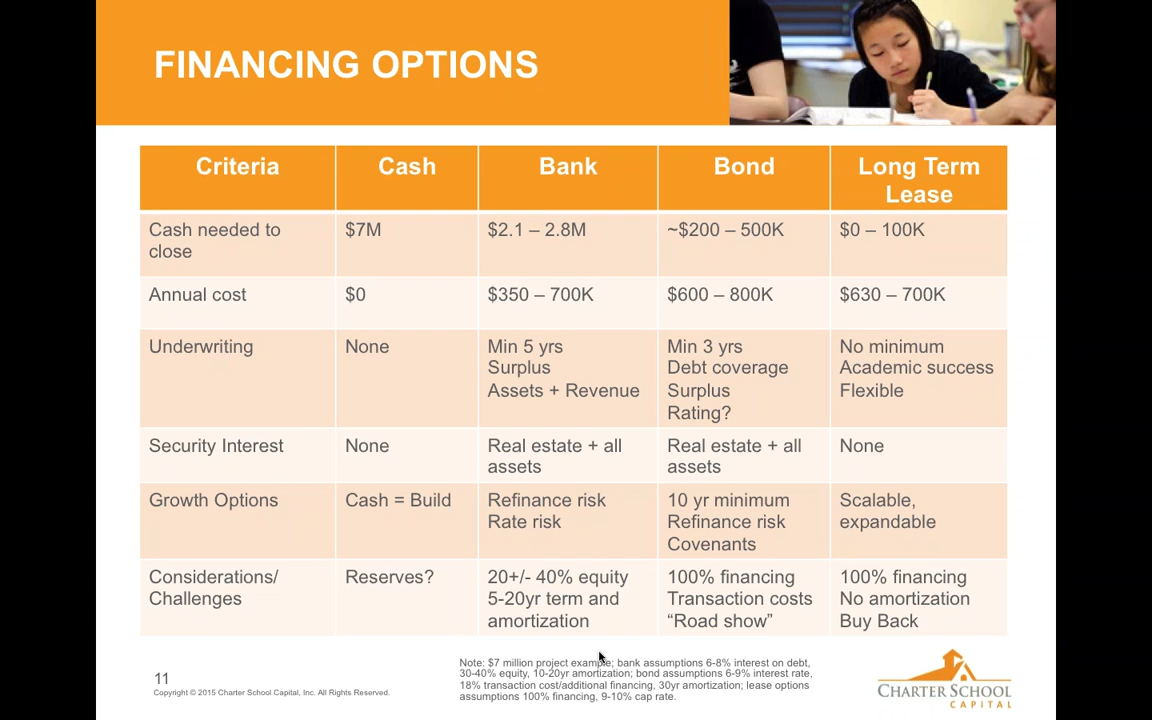 FINANCING OPTIONS
Criteria
Cash
Bank
Bond
Long Term
Lease
Cash needed to
close
$7M
$2.1 – 2.8M
~$200 – 500K
$0 – 100K
Annual cost
$0
$350 – 700K
$600 – 800K
$630 – 700K
Underwriting
None
Min 5 yrs
Surplus
Assets + Revenue
Min 3 yrs
Debt coverage
Surplus
Rating?
No minimum
Academic success
Flexible
Security Interest
None
Real estate + all
assets
Real estate + all
assets
None
Growth Options
Cash = Build
Refinance risk
Rate risk
10 yr minimum
Refinance risk
Covenants
Scalable,
expandable
Considerations/
Challenges
Reserves?
20+/- 40% equity
5-20yr term and
amortization
100% financing
Transaction costs
“Road show”
100% financing
No amortization
Buy Back
Note: $7 million project example; bank assumptions 6-8% interest on debt,
30-40% equity, 10-20yr amortization; bond assumptions 6-9% interest rate,
18% transaction cost/additional financing, 30yr amortization; lease options
assumptions 100% financing, 9-10% cap rate.
11
Copyright © 2015 Charter School Capital, Inc. All Rights Reserved.
CHARTER SCHOOL
CAPITAL